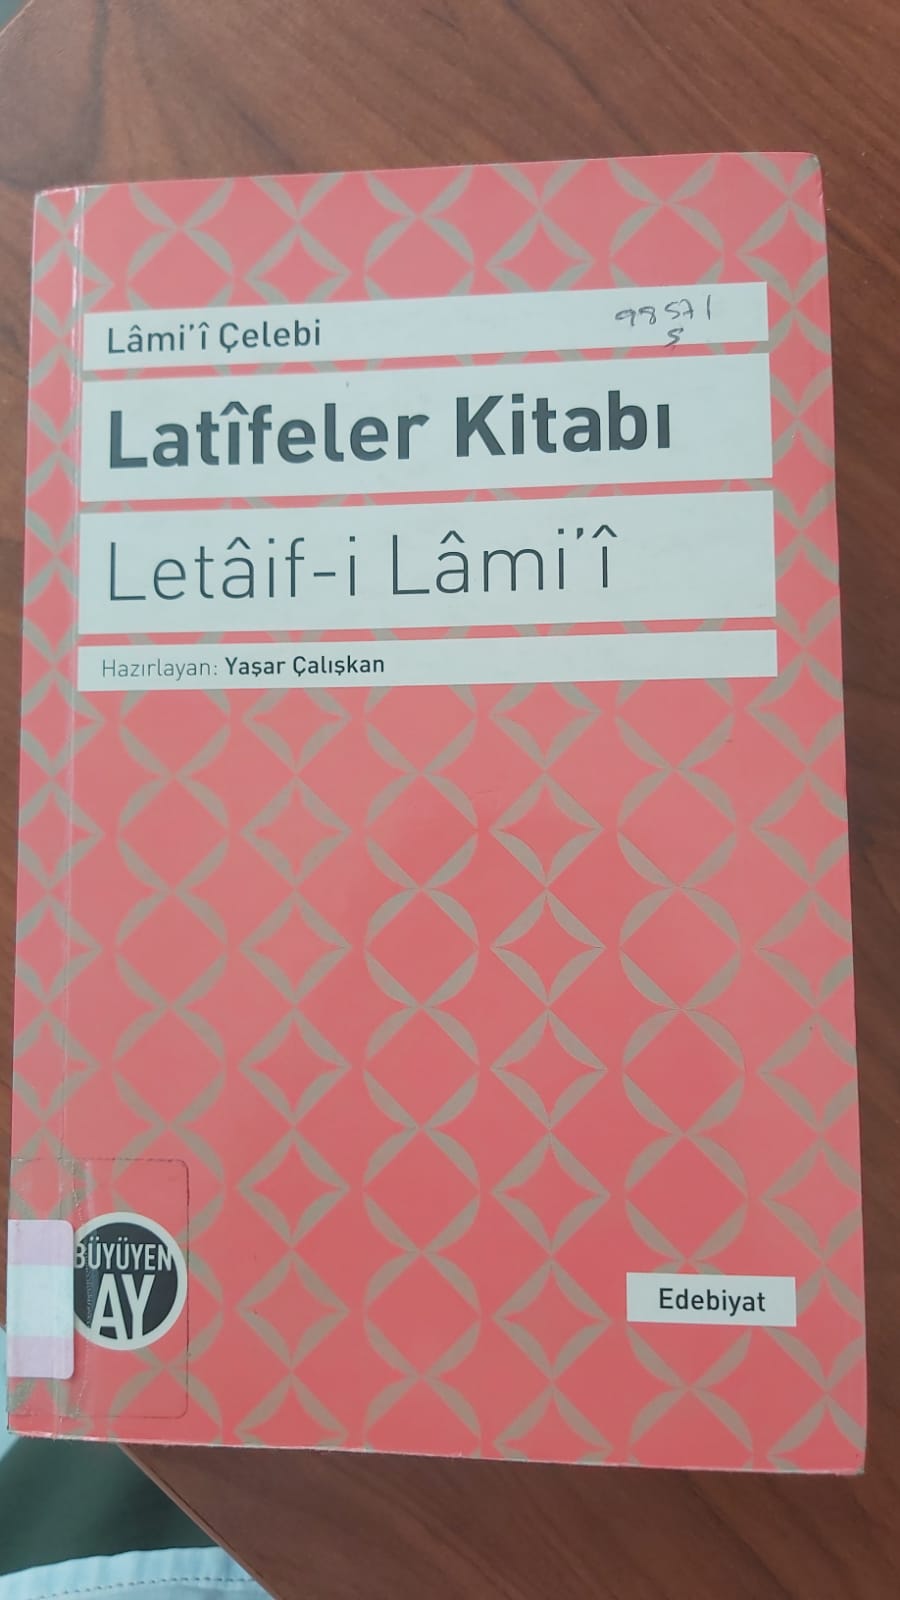 Lâmi'î Çelebi
98571
Ş
Latîfeler Kitabı
Letâif-i Lâmi'î
Hazırlayan: Yaşar Çalışkan
BÜYÜYEN
AY
Edebiyat